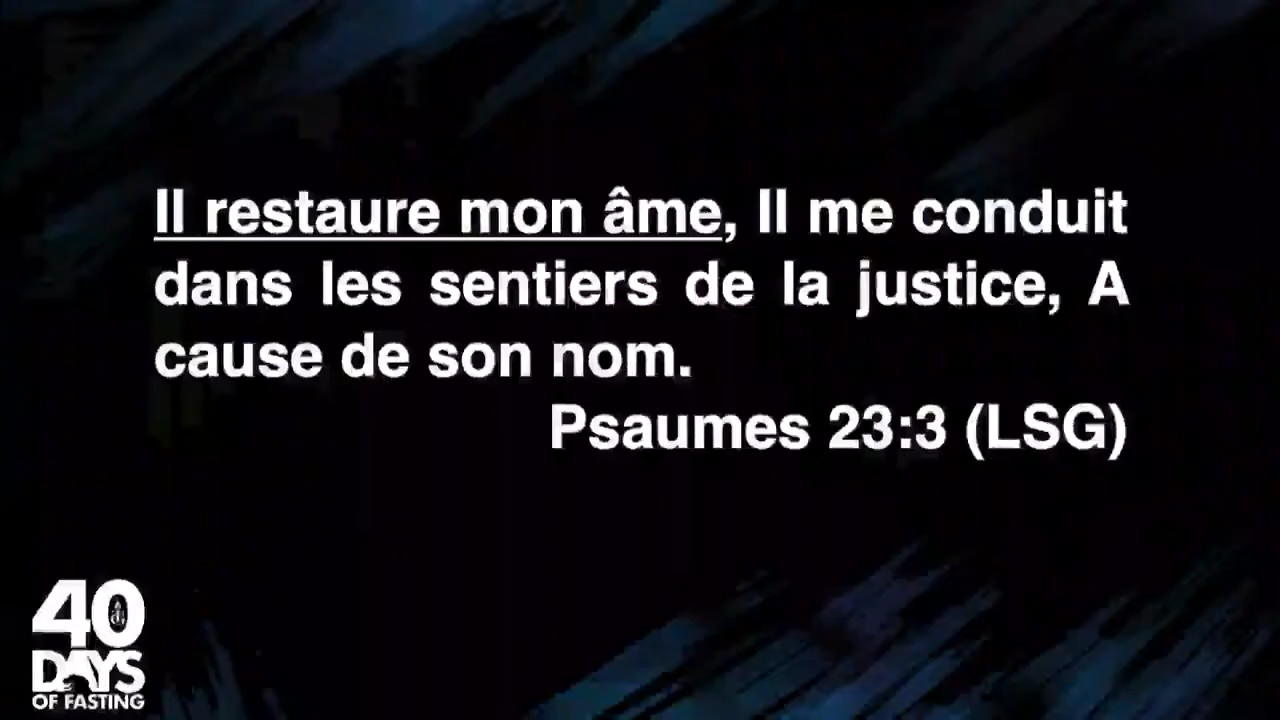 Il restaure mon âme, Il me conduit
dans les sentiers de la justice, A
cause de son nom.
Psaumes 23:3 (LSG)
40
DAYS
OF FASTING